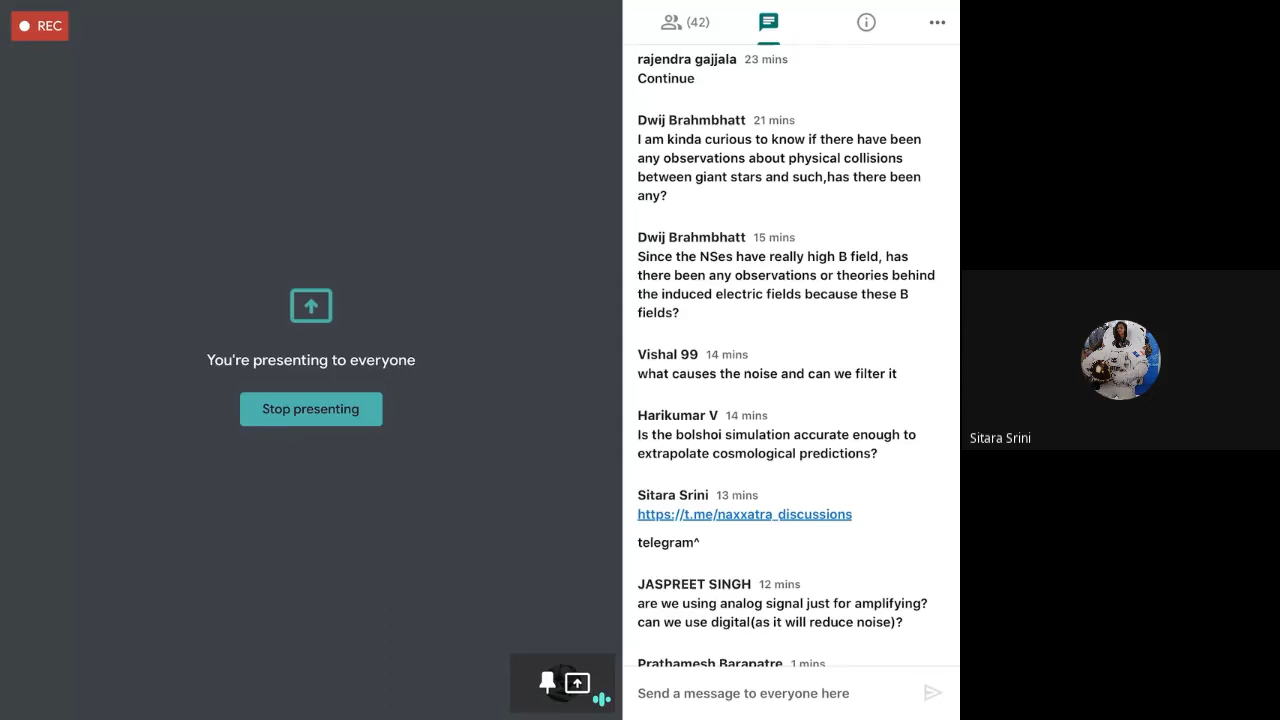 REC
You're presenting to everyone
Stop presenting
(42)
rajendra gajjala 23 mins
Continue
Dwij Brahmbhatt 21 mins
I am kinda curious to know if there have been
any observations about physical collisions
between giant stars and such,has there been
any?
Dwij Brahmbhatt 15 mins
Since the NSes have really high B field, has
there been any observations or theories behind
the induced electric fields because these B
fields?
Vishal 99 14 mins
what causes the noise and can we filter it
Harikumar V 14 mins
Is the bolshoi simulation accurate enough to
extrapolate cosmological predictions?
Sitara Srini 13 mins
https://t.me/naxxatra_discussions
telegram^
JASPREET SINGH 12 mins
are we using analog signal just for amplifying?
can we use digital(as it will reduce noise)?
Prathamesh Barapatre 1 mins
Send a message to everyone here
Sitara Srini